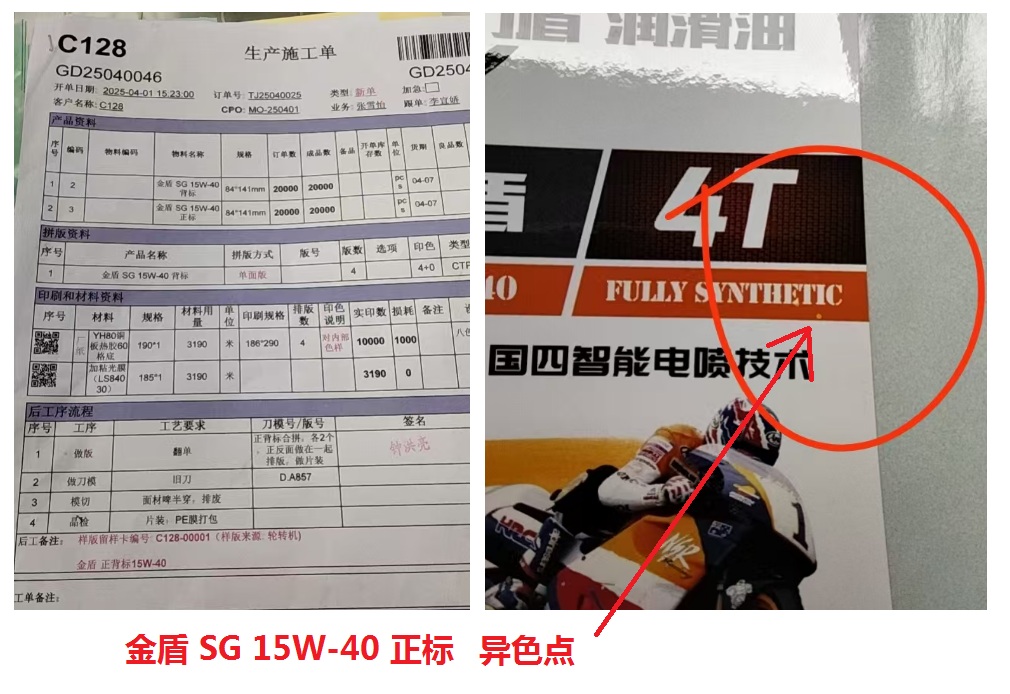 C128
生产施工单
GD25040046
GD2504
开单日期: 2025-04-01 15:23:00
订单号: TJ25040025
类型: 新单
加急:
客户名称: C128
CPO: MO-250401
业务: 张雪怡
跟单: 李宜娇
产品资料
序号 编码 物料编码 物料名称 规格 订单数 成品数 备品 开单库存数 单位 货期 良品数
1 2 金盾 SG 15W-40 背标 84*141mm 20000 20000 pcs 04-07
2 3 金盾 SG 15W-40 正标 84*141mm 20000 20000 pcs 04-07
拼版资料
序号 产品名称 拼版方式 版号 版数 选项 印色 类型
1 金盾 SG 15W-40 背标 单面版 4 4+0 CTP
印刷和材料资料
序号 材料 规格 材料用量 单位 印刷规格 排版数 印色说明 实印数 损耗 备注
YH80铜板热胶60格底 190*1 3190 米 186*290 4 对内部色样 10000 1000
加粘光膜(LS84030) 185*1 3190 米 3190 0
后工序流程
序号 工序 工艺要求 刀模号/版号 签名
1 做版 翻单 正背标合拼，各2个，正反面做在一起排版，做片装
2 做刀模 旧刀 D.A857
3 模切 面材啤半穿，排废
4 品检 片装；PE膜打包
后工备注: 样版留样卡编号: C128-00001 (样版来源: 轮转机)
金盾 正背标15W-40
工单备注:
盾 润滑油
盾
4T
40
FULLY SYNTHETIC
国四智能电喷技术
HRC
1
金盾 SG 15W-40 正标 异色点